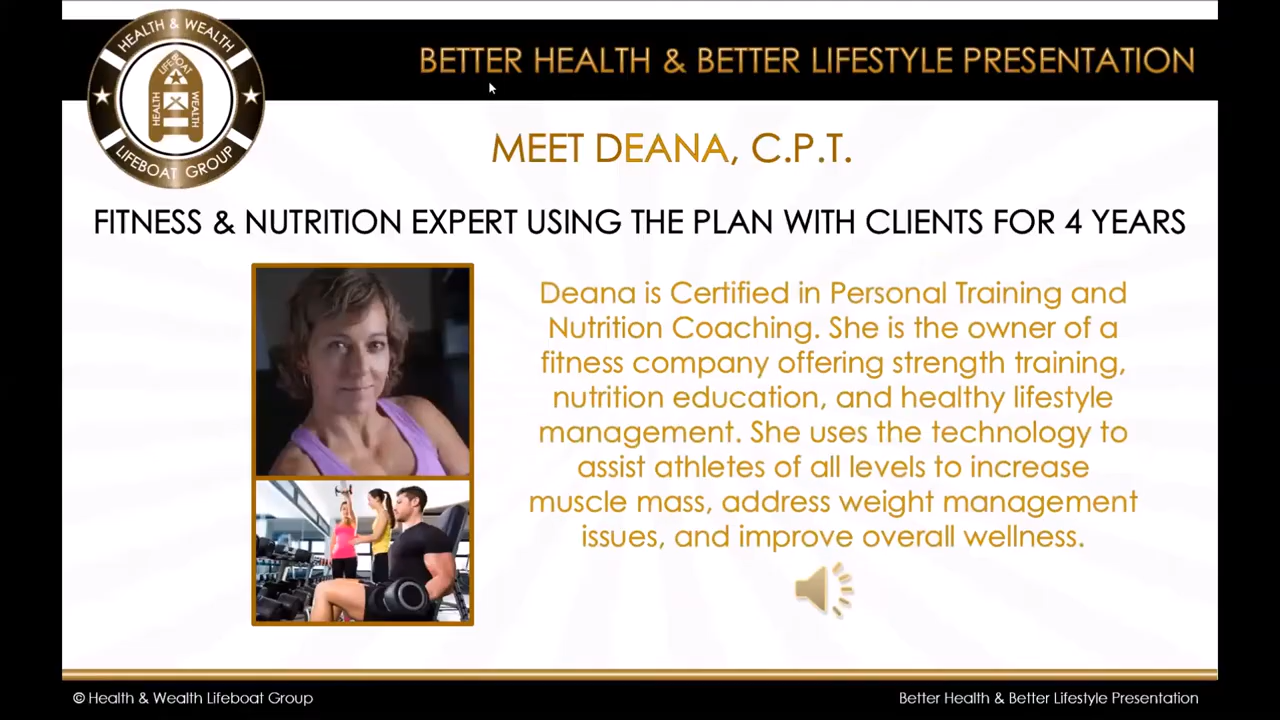 HEALTH & WEALTH
LIFEBOAT
HEALTH
WEALTH
LIFEBOAT GROUP
BETTER HEALTH & BETTER LIFESTYLE PRESENTATION
MEET DEANA, C.P.T.
FITNESS & NUTRITION EXPERT USING THE PLAN WITH CLIENTS FOR 4 YEARS
Deana is Certified in Personal Training and
Nutrition Coaching. She is the owner of a
fitness company offering strength training,
nutrition education, and healthy lifestyle
management. She uses the technology to
assist athletes of all levels to increase
muscle mass, address weight management
issues, and improve overall wellness.
© Health & Wealth Lifeboat Group
Better Health & Better Lifestyle Presentation